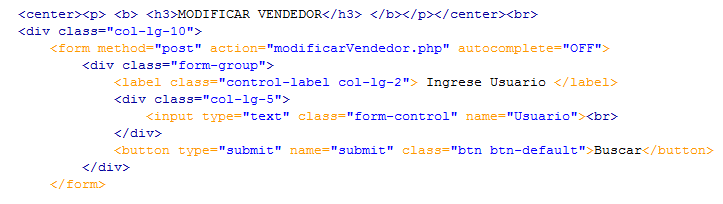 <center><p> <b> <h3>MODIFICAR VENDEDOR</h3> </b></p></center><br>
<div class="col-lg-10">
<form method="post" action="modificarVendedor.php" autocomplete="OFF">
<div class="form-group">
<label class="control-label col-lg-2"> Ingrese Usuario </label>
<div class="col-lg-5">
<input type="text" class="form-control" name="Usuario"><br>
</div>
<button type="submit" name="submit" class="btn btn-default">Buscar</button>
</div>
</form>